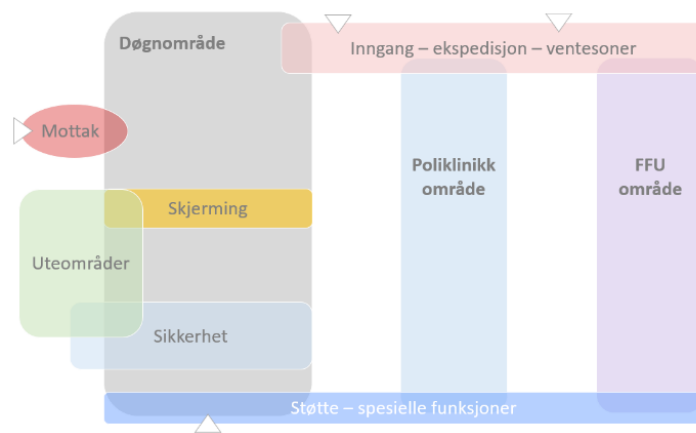 Døgnområde
Inngang – ekspedisjon – ventesoner
Mottak
Poliklinikk
område
FFU
område
Skjerming
Uteområder
Sikkerhet
Støtte – spesielle funksjoner